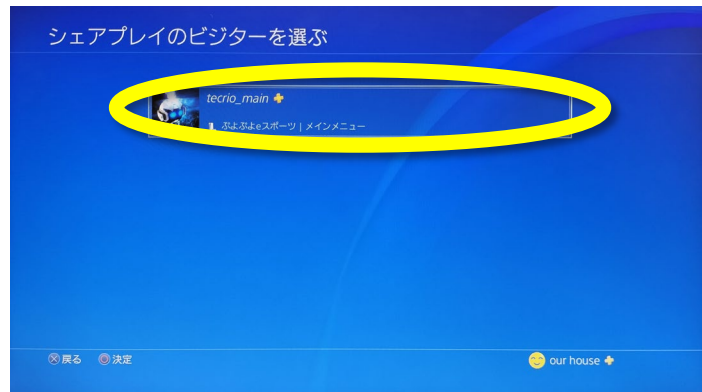 シェアプレイのビジターを選ぶ
tecrio_main
ぷよぷよeスポーツ | メインメニュー
戻る 決定
our house